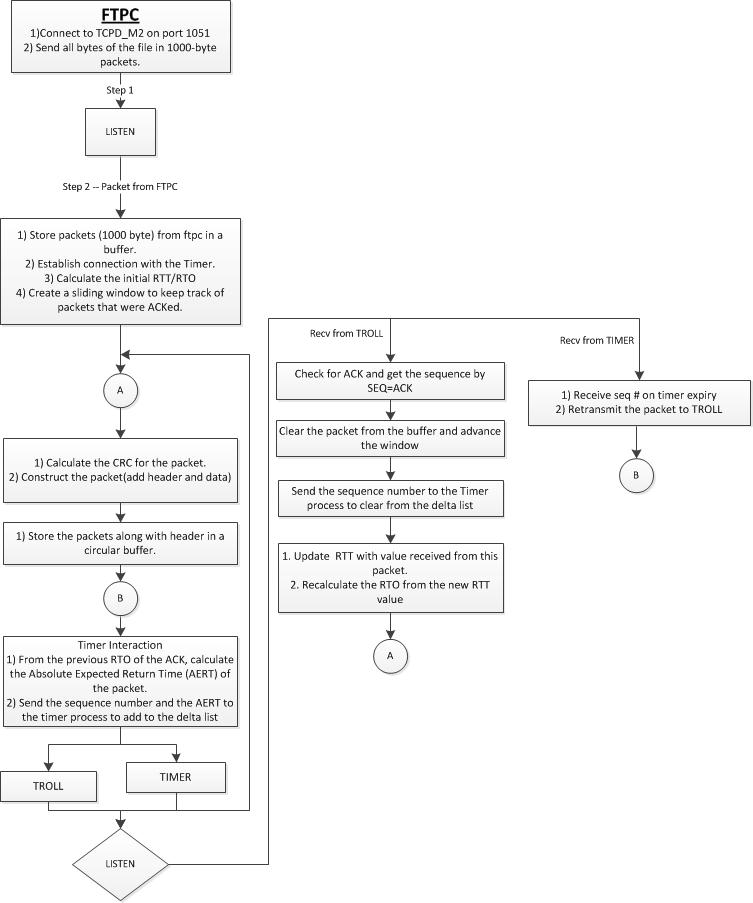 FTPC
1)Connect to TCPD_M2 on port 1051
2) Send all bytes of the file in 1000-byte
packets.
Step 1
LISTEN
Step 2 -- Packet from FTPC
1) Store packets (1000 byte) from ftpc in a
buffer.
2) Establish connection with the Timer.
3) Calculate the initial RTT/RTO
4) Create a sliding window to keep track of
packets that were ACKed.
A
1) Calculate the CRC for the packet.
2) Construct the packet(add header and data)
1) Store the packets along with header in a
circular buffer.
B
Timer Interaction
1) From the previous RTO of the ACK, calculate
the Absolute Expected Return Time (AERT) of
the packet.
2) Send the sequence number and the AERT to
the timer process to add to the delta list
TROLL
TIMER
LISTEN
Recv from TROLL
Check for ACK and get the sequence by
SEQ=ACK
Clear the packet from the buffer and advance
the window
Send the sequence number to the Timer
process to clear from the delta list
1. Update  RTT with value received from this
packet.
2. Recalculate the RTO from the new RTT
value
A
Recv from TIMER
1) Receive seq # on timer expiry
2) Retransmit the packet to TROLL
B